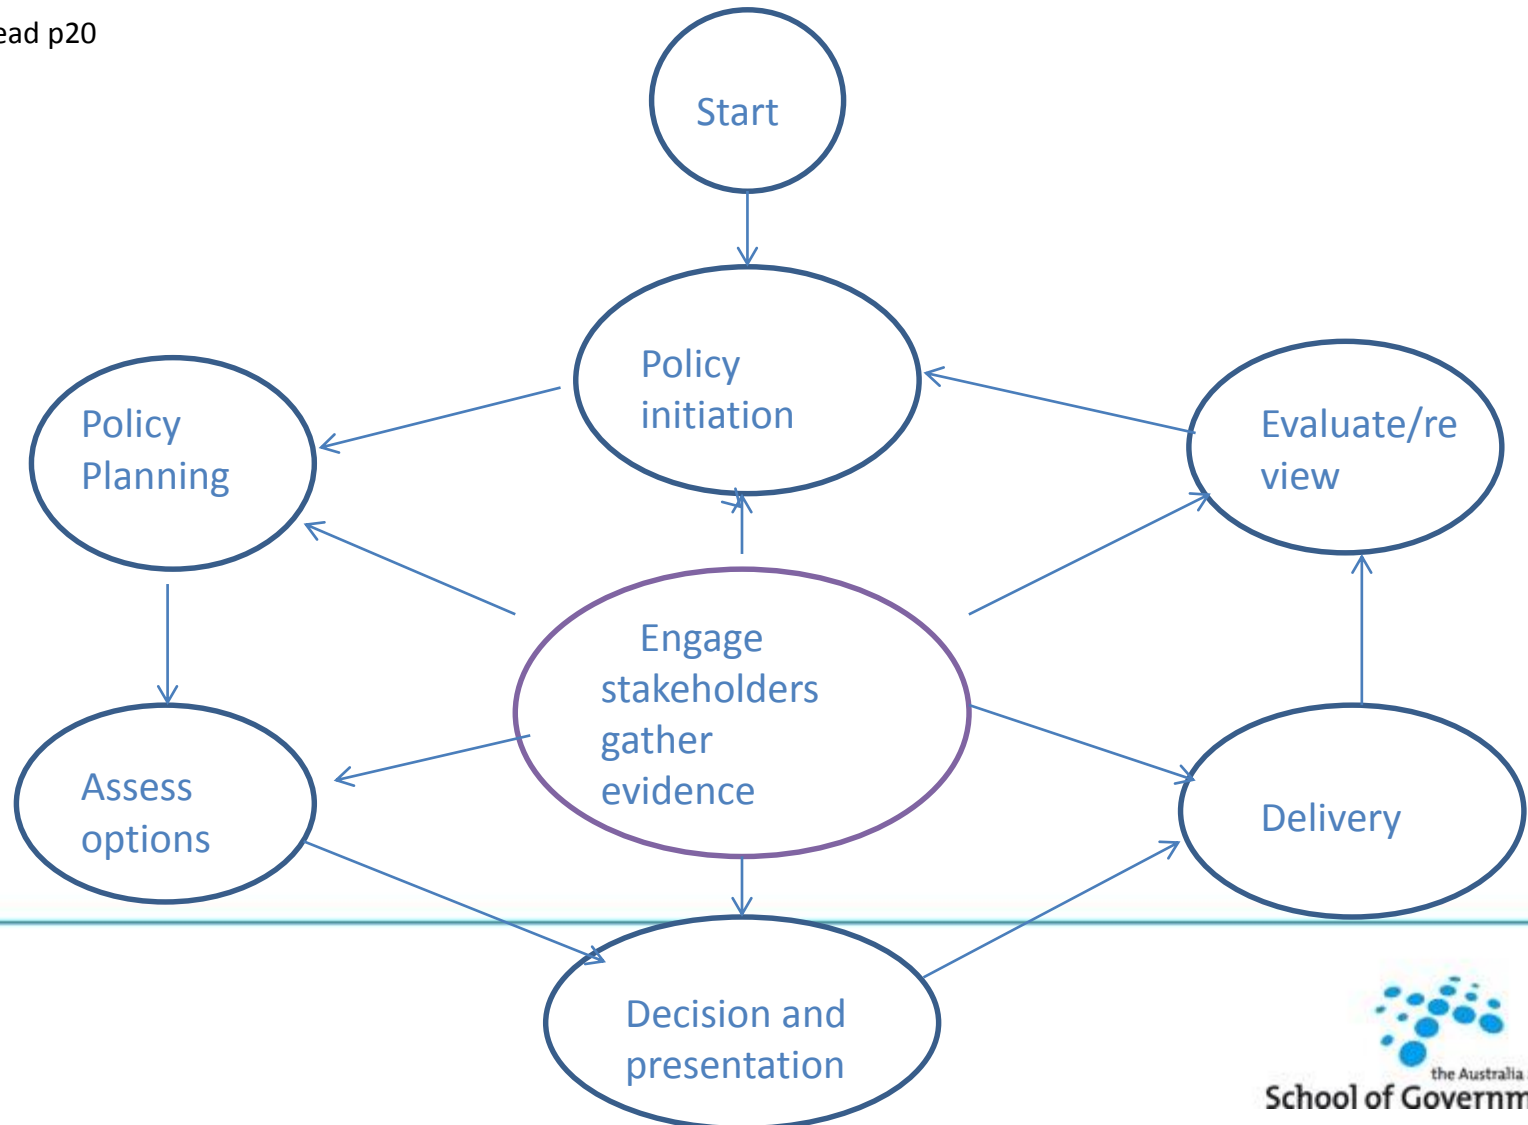 ead p20
Start
Policy
initiation
Policy
Planning
Evaluate/re
view
Engage
stakeholders
gather
evidence
Assess
options
Delivery
Decision and
presentation
the Australia
School of Governm